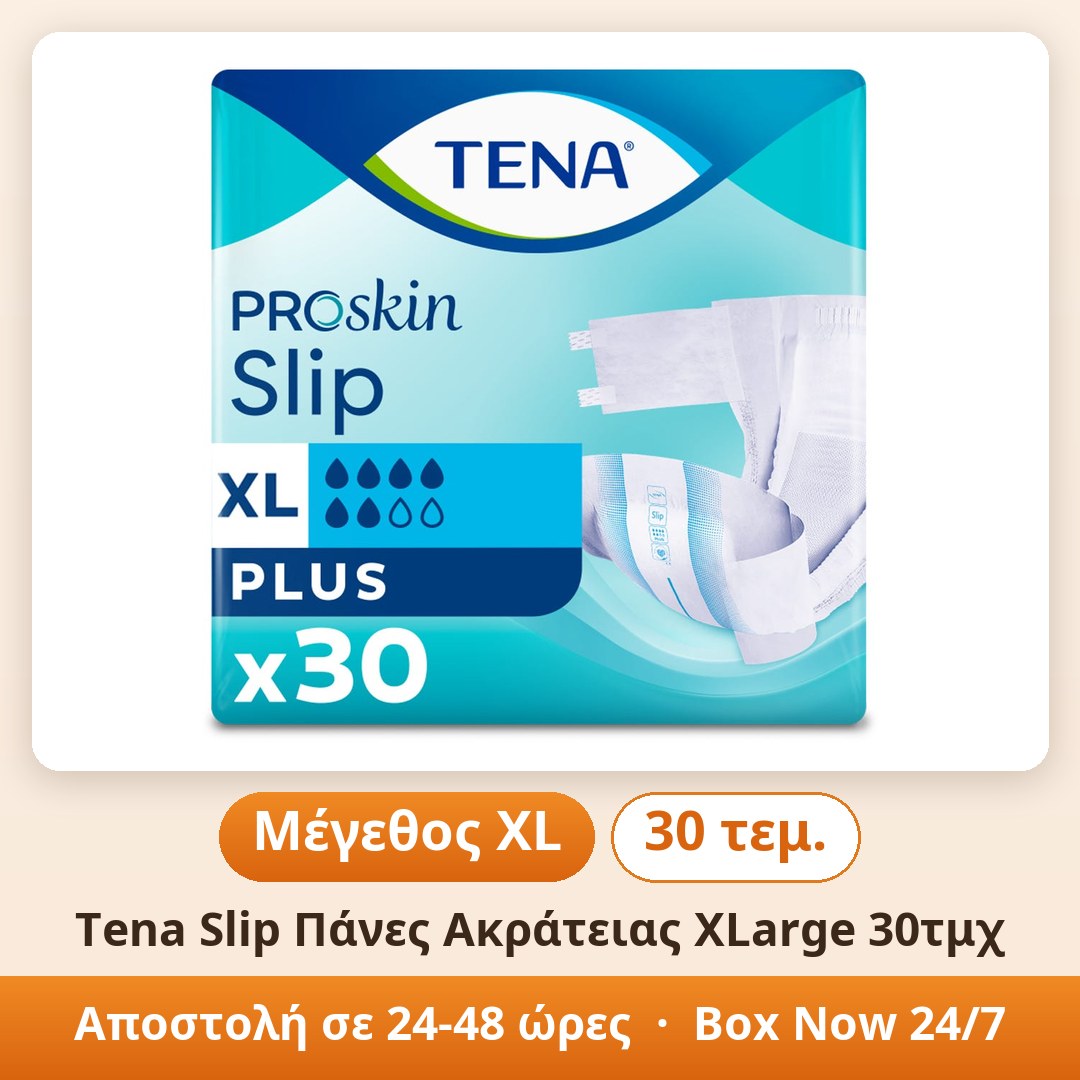 TENA®
PROskin
Slip
XL
PLUS
x30
Slip
Μέγεθος XL
30 τεμ.
Tena Slip Πάνες Ακράτειας XLarge 30τμχ
Αποστολή σε 24-48 ώρες · Box Now 24/7